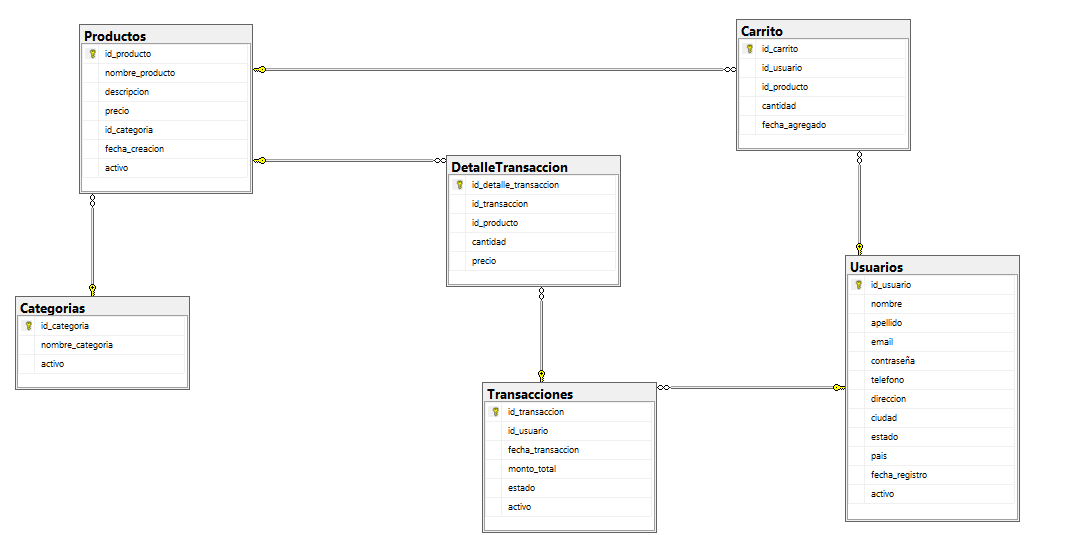 Productos
id_producto
nombre_producto
descripcion
precio
id_categoria
fecha_creacion
activo
Carrito
id_carrito
id_usuario
id_producto
cantidad
fecha_agregado
DetalleTransaccion
id_detalle_transaccion
id_transaccion
id_producto
cantidad
precio
Categorias
id_categoria
nombre_categoria
activo
Usuarios
id_usuario
nombre
apellido
email
contraseña
telefono
direccion
ciudad
estado
pais
fecha_registro
activo
Transacciones
id_transaccion
id_usuario
fecha_transaccion
monto_total
estado
activo